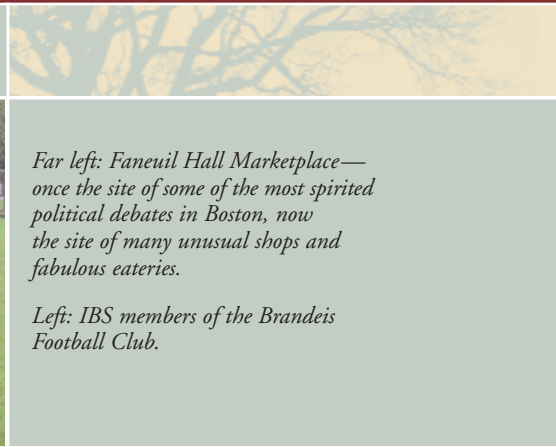 Far left: Faneuil Hall Marketplace—
once the site of some of the most spirited
political debates in Boston, now
the site of many unusual shops and
fabulous eateries.
Left: IBS members of the Brandeis
Football Club.